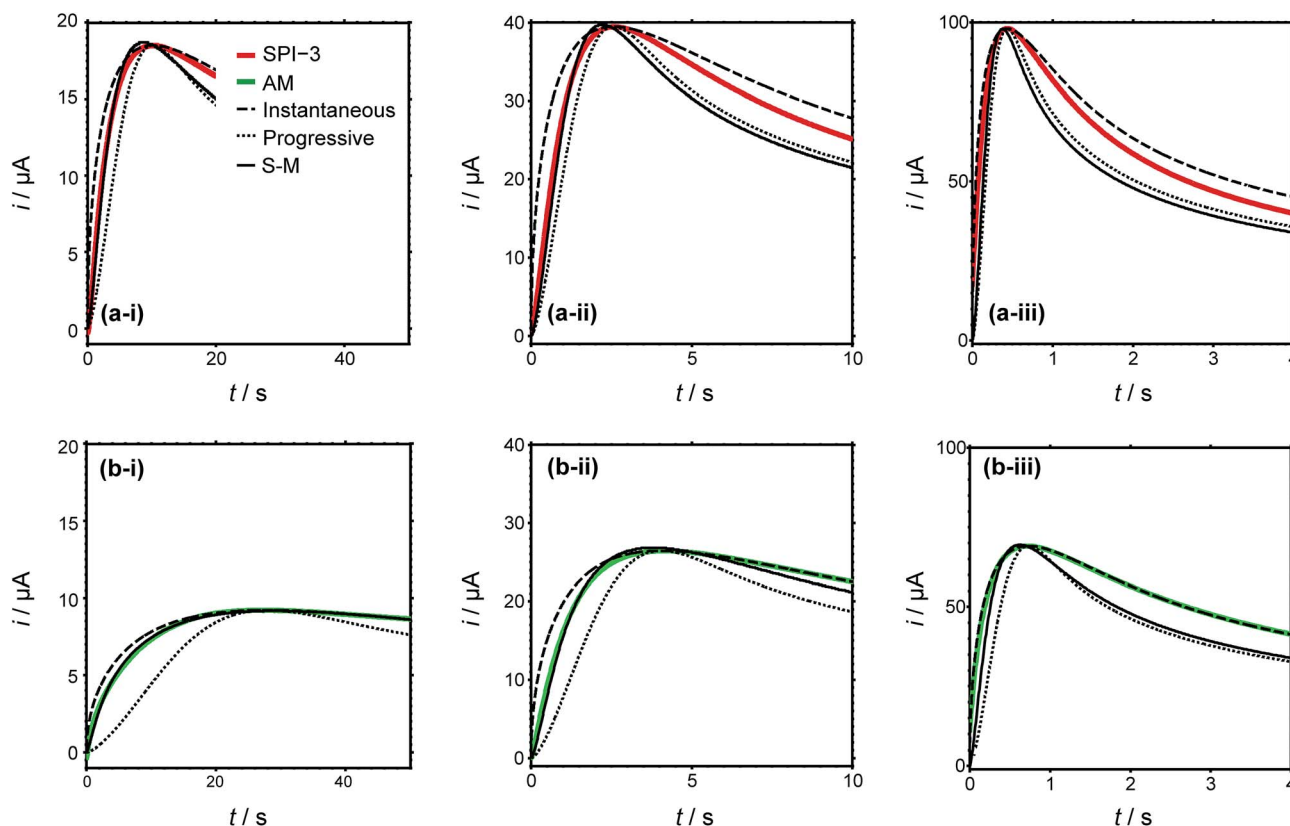 20
15
10
5
0
i / μA
0
20
40
t / s
(a-i)
SPI–3
AM
Instantaneous
Progressive
S-M
40
30
20
10
0
i / μA
0
5
10
t / s
(a-ii)
100
50
0
i / μA
0
1
2
3
4
t / s
(a-iii)
20
15
10
5
0
i / μA
0
20
40
t / s
(b-i)
40
30
20
10
0
i / μA
0
5
10
t / s
(b-ii)
100
50
0
i / μA
0
1
2
3
4
t / s
(b-iii)